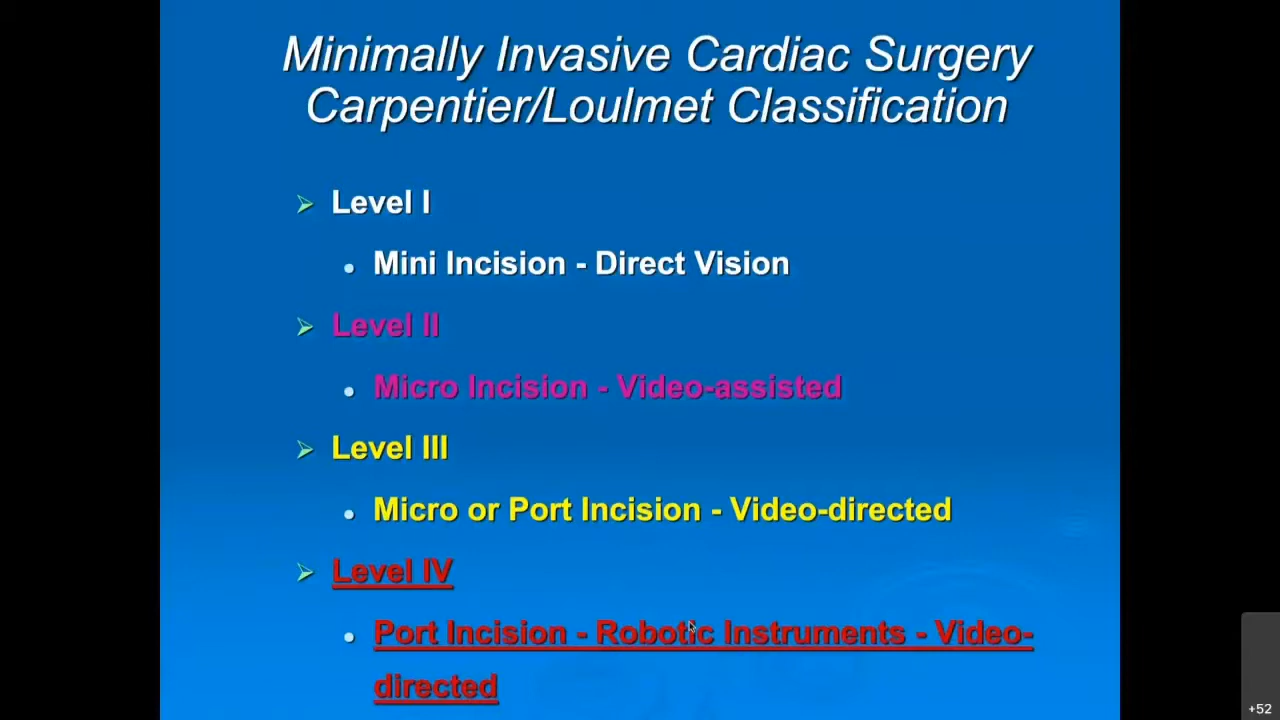 Minimally Invasive Cardiac Surgery
Carpentier/Loulmet Classification
Level I
Mini Incision - Direct Vision
Level II
Micro Incision - Video-assisted
Level III
Micro or Port Incision - Video-directed
Level IV
Port Incision - Robotic Instruments - Video-
directed
+52